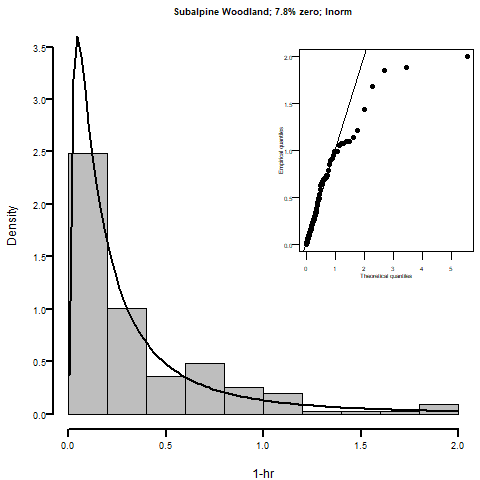 Subalpine Woodland; 7.8% zero; lnorm
3.5
3.0
2.5
2.0
1.5
1.0
0.5
0.0
Density
0.0 0.5 1.0 1.5 2.0
1-hr
2.0
1.5
1.0
0.5
0.0
Empirical quantiles
0 1 2 3 4 5
Theoretical quantiles